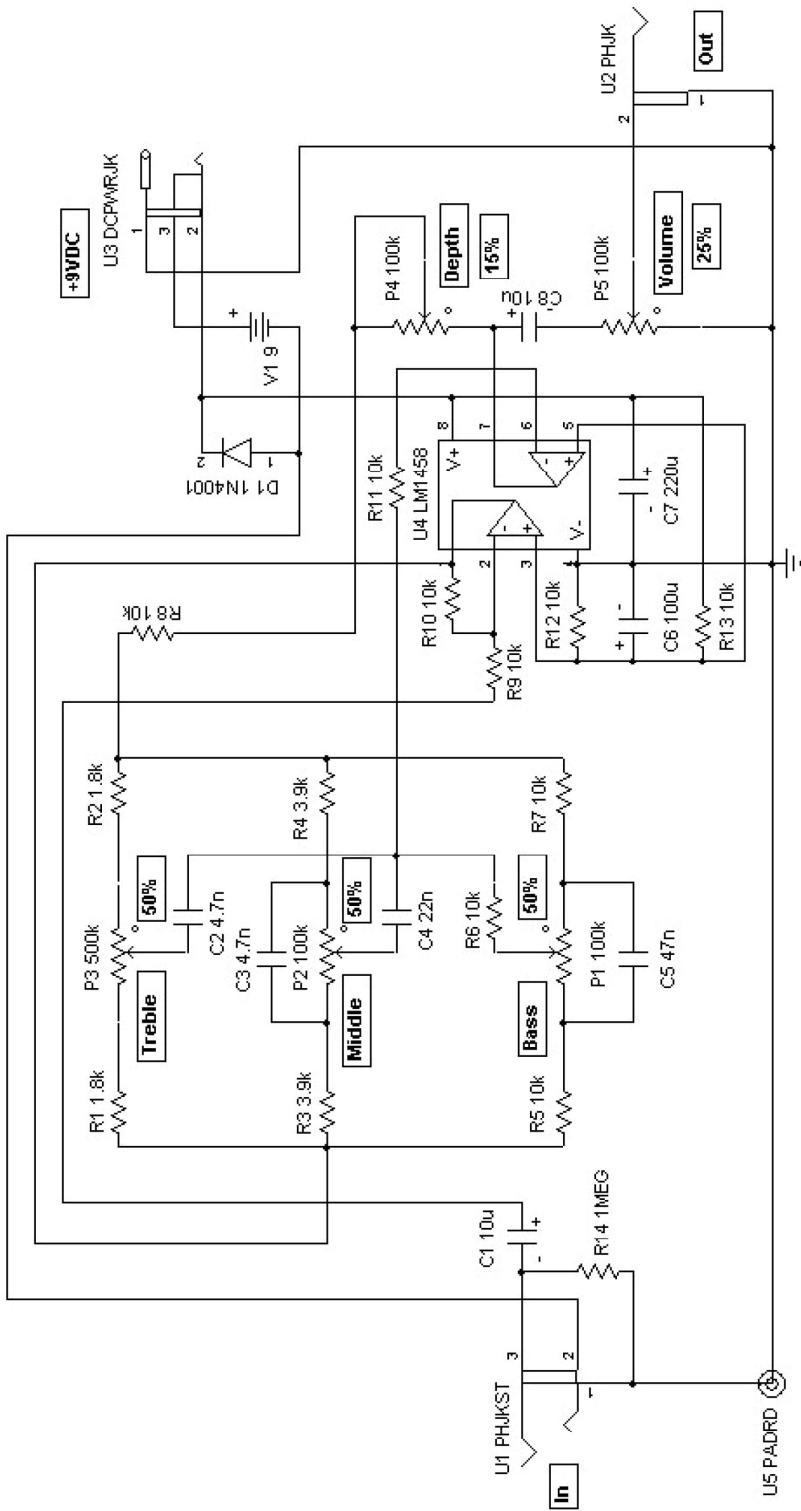 +9VDC
1
3
2
U3 DCPWRJK
+
V1 9
2
1
D1 1N4001
R8 10k
R11 10k
U4 LM1458
R10 10k
R9 10k
R12 10k
R13 10k
V+
V-
-
+
-
+
8
7
6
5
1
2
3
4
+
-
C6 100u
+
-
C7 220u
P4 100k
Depth
15%
+
-
C8 10u
P5 100k
Volume
25%
U2 PHJK
2
1
Out
R1 1.8k
P3 500k
R2 1.8k
50%
Treble
C2 4.7n
R3 3.9k
C3 4.7n
P2 100k
R4 3.9k
50%
Middle
C4 22n
R6 10k
R5 10k
Bass
P1 100k
50%
R7 10k
C5 47n
C1 10u
-
+
R14 1MEG
U1 PHJKST
3
2
1
In
U5 PADRD